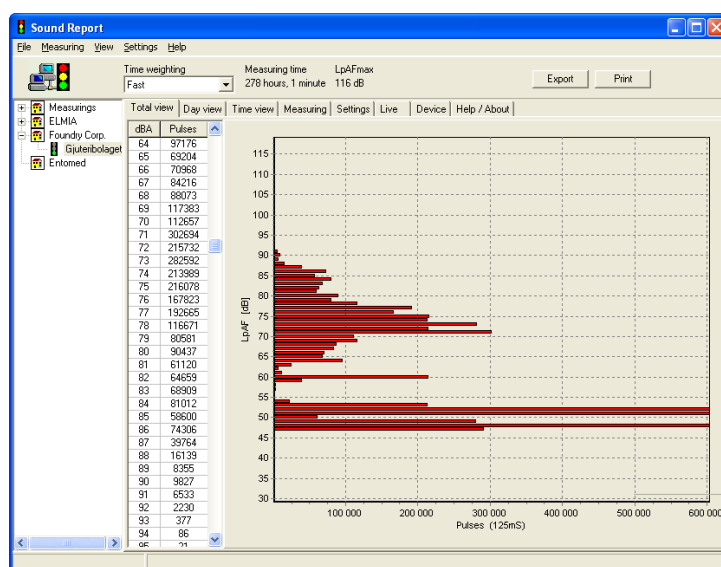 Sound Report
File Measuring View Settings Help
Time weighting
Fast
Measuring time
278 hours, 1 minute
LpAFmax
116 dB
Export Print
Measurings
ELMIA
Foundry Corp.
Gjuteribolaget
Entomed
Total view Day view Time view Measuring Settings Live Device Help / About
dBA Pulses
64 97176
65 69204
66 70968
67 84216
68 88073
69 117383
70 112657
71 302694
72 215732
73 282592
74 213989
75 216078
76 167823
77 192665
78 116671
79 80581
80 90437
81 61120
82 64659
83 68909
84 81012
85 58600
86 74306
87 39764
88 16139
89 8355
90 9827
91 6533
92 2230
93 377
94 86
95 21
LpAF [dB]
115
110
105
100
95
90
85
80
75
70
65
60
55
50
45
40
35
30
100 000 200 000 300 000 400 000 500 000 600 000
Pulses (125mS)